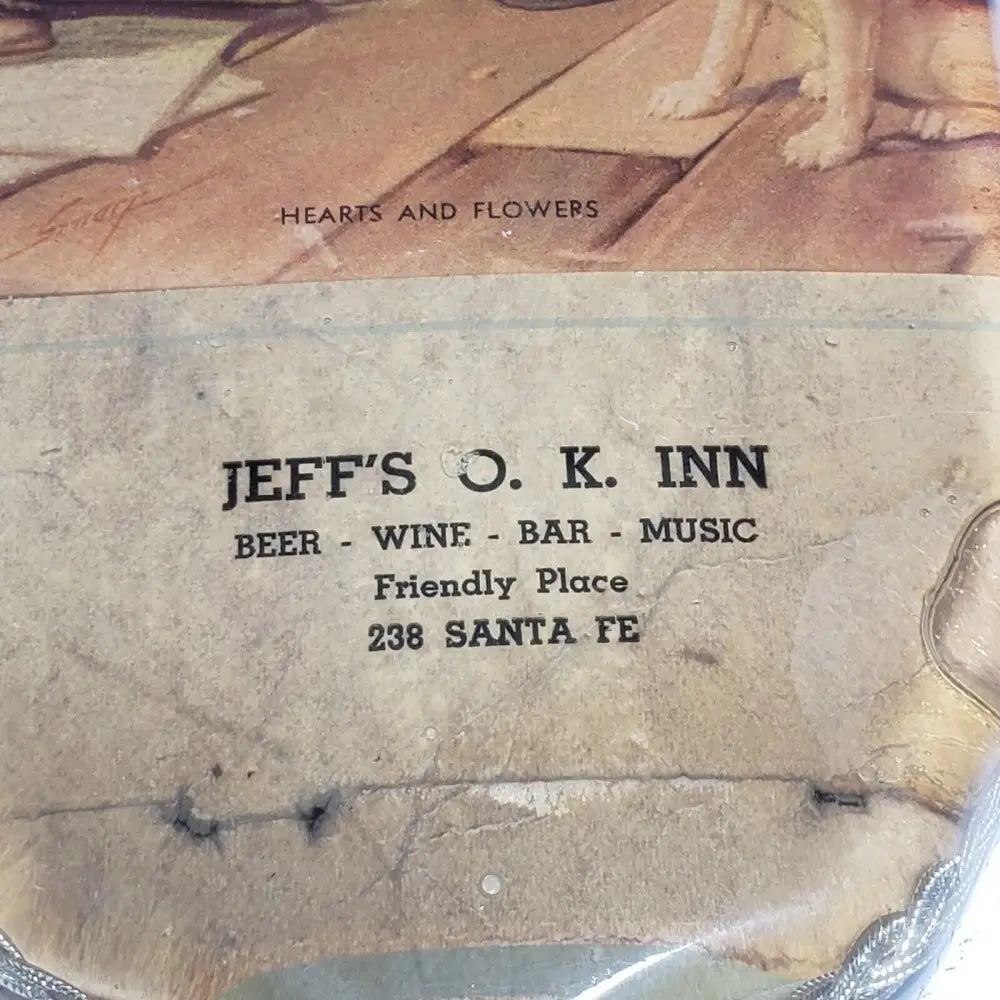 HEARTS AND FLOWERS
JEFF'S O. K. INN
BEER - WINE - BAR - MUSIC
Friendly Place
238 SANTA FE